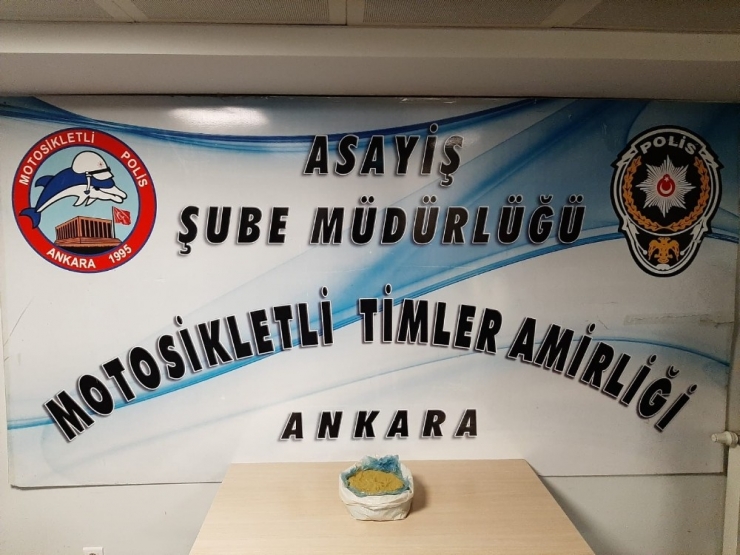 MOTOSİKLETLİ POLİS
ANKARA 1995
ASAYİŞ
ŞUBE MÜDÜRLÜĞÜ
POLİS
MOTOSİKLETLİ TİMLER AMİRLİĞİ
ANKARA